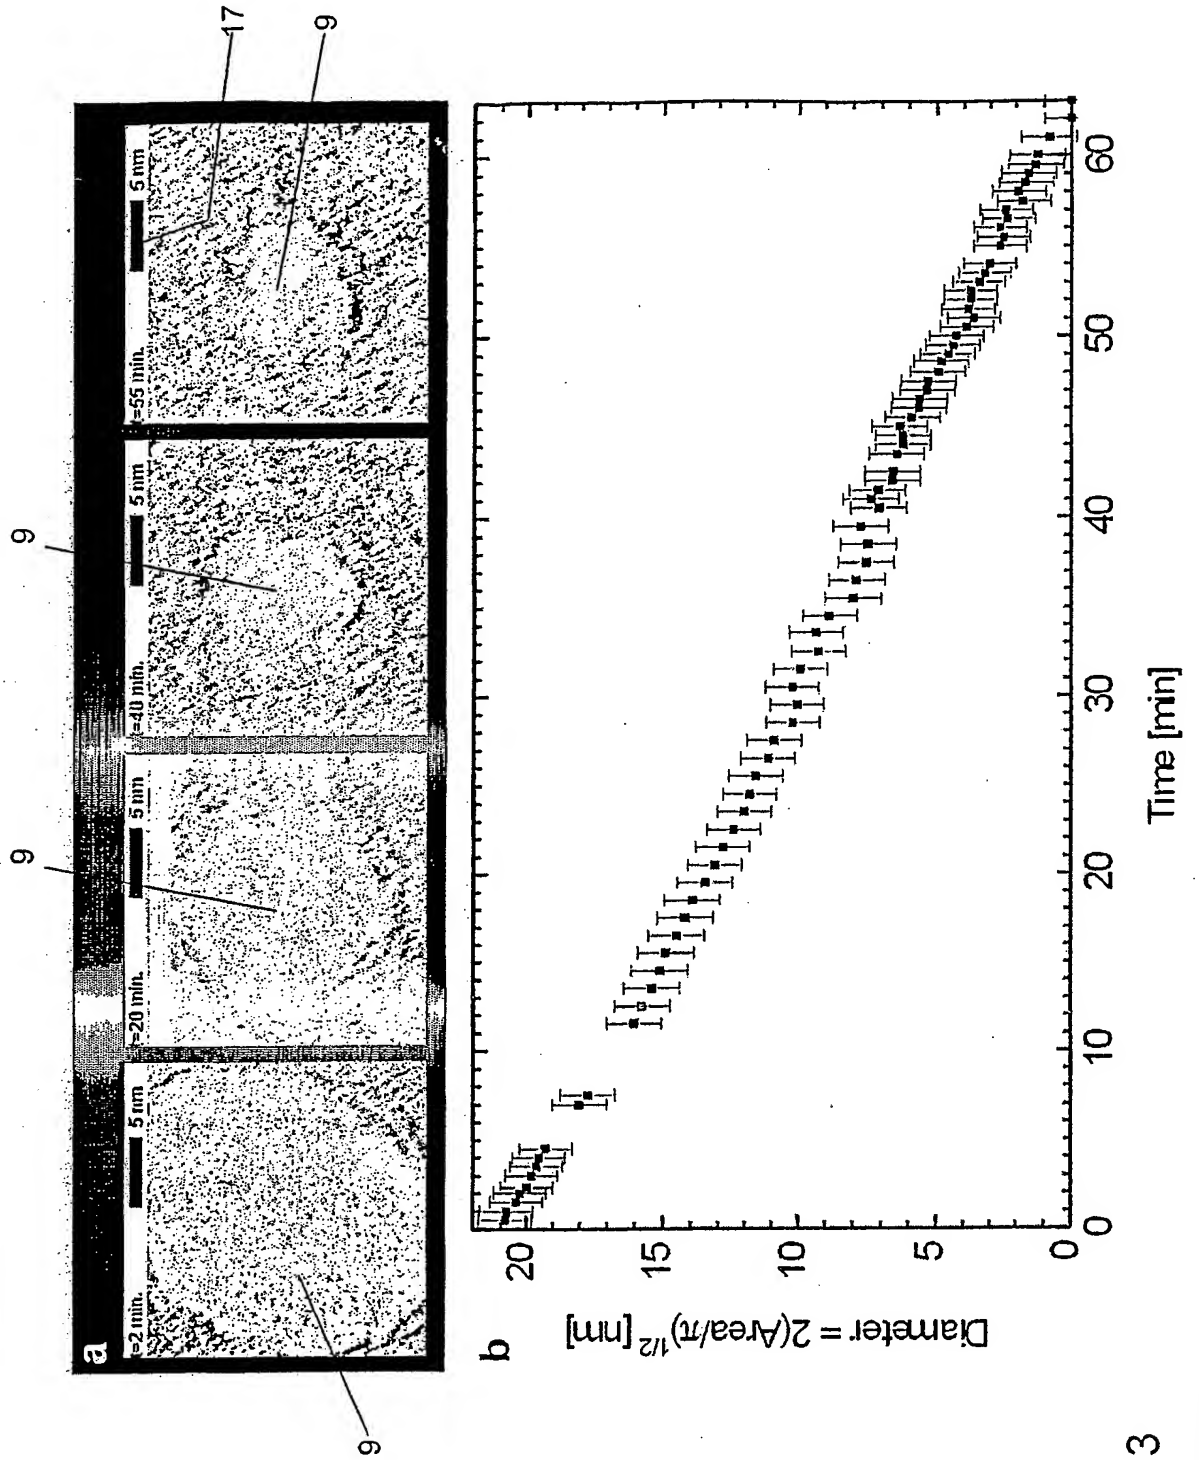 9
9
9
9
17
a
t=2 min.
5 nm
t=20 min.
5 nm
t=40 min.
5 nm
t=55 min.
5 nm
b
Diameter = 2(Area/π)^1/2 [nm]
20
15
10
5
0
0
10
20
30
40
50
60
Time [min]
3